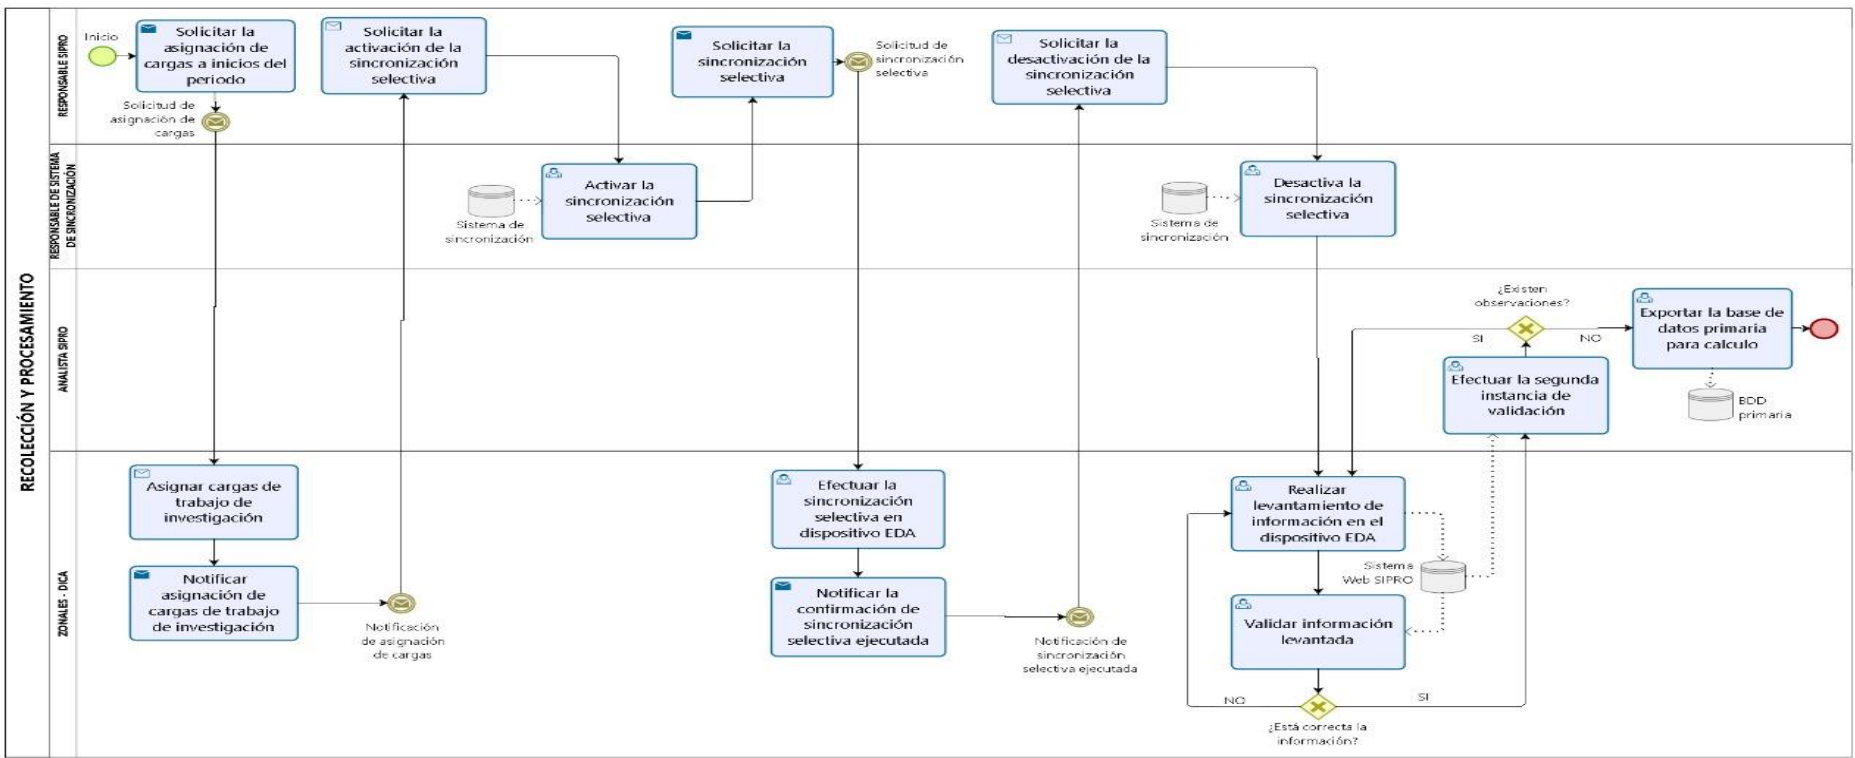 RECOLECCIÓN Y PROCESAMIENTO
RESPONSABLE SIPRO
Inicio
Solicitar la
asignación de
cargas a inicios del
periodo
Solicitud de
asignación de
cargas
Solicitar la
activación de la
sincronización
selectiva
Solicitar la
sincronización
selectiva
Solicitud de
sincronización
selectiva
Solicitar la
desactivación de la
sincronización
selectiva
RESPONSABLE DE SISTEMA
DE SINCRONIZACIÓN
Sistema de
sincronización
Activar la
sincronización
selectiva
Sistema de
sincronización
Desactiva la
sincronización
selectiva
ANALISTA SIPRO
¿Existen
observaciones?
SI
NO
Efectuar la segunda
instancia de
validación
Exportar la base de
datos primaria
para calculo
BDD
primaria
ZONALES - DICA
Asignar cargas de
trabajo de
investigación
Notificar
asignación de
cargas de trabajo
de investigación
Notificación
de asignación
de cargas
Efectuar la
sincronización
selectiva en
dispositivo EDA
Notificar la
confirmación de
sincronización
selectiva ejecutada
Notificación de
sincronización
selectiva ejecutada
Realizar
levantamiento de
información en el
dispositivo EDA
Sistema
Web SIPRO
Validar información
levantada
NO
SI
¿Está correcta la
información?